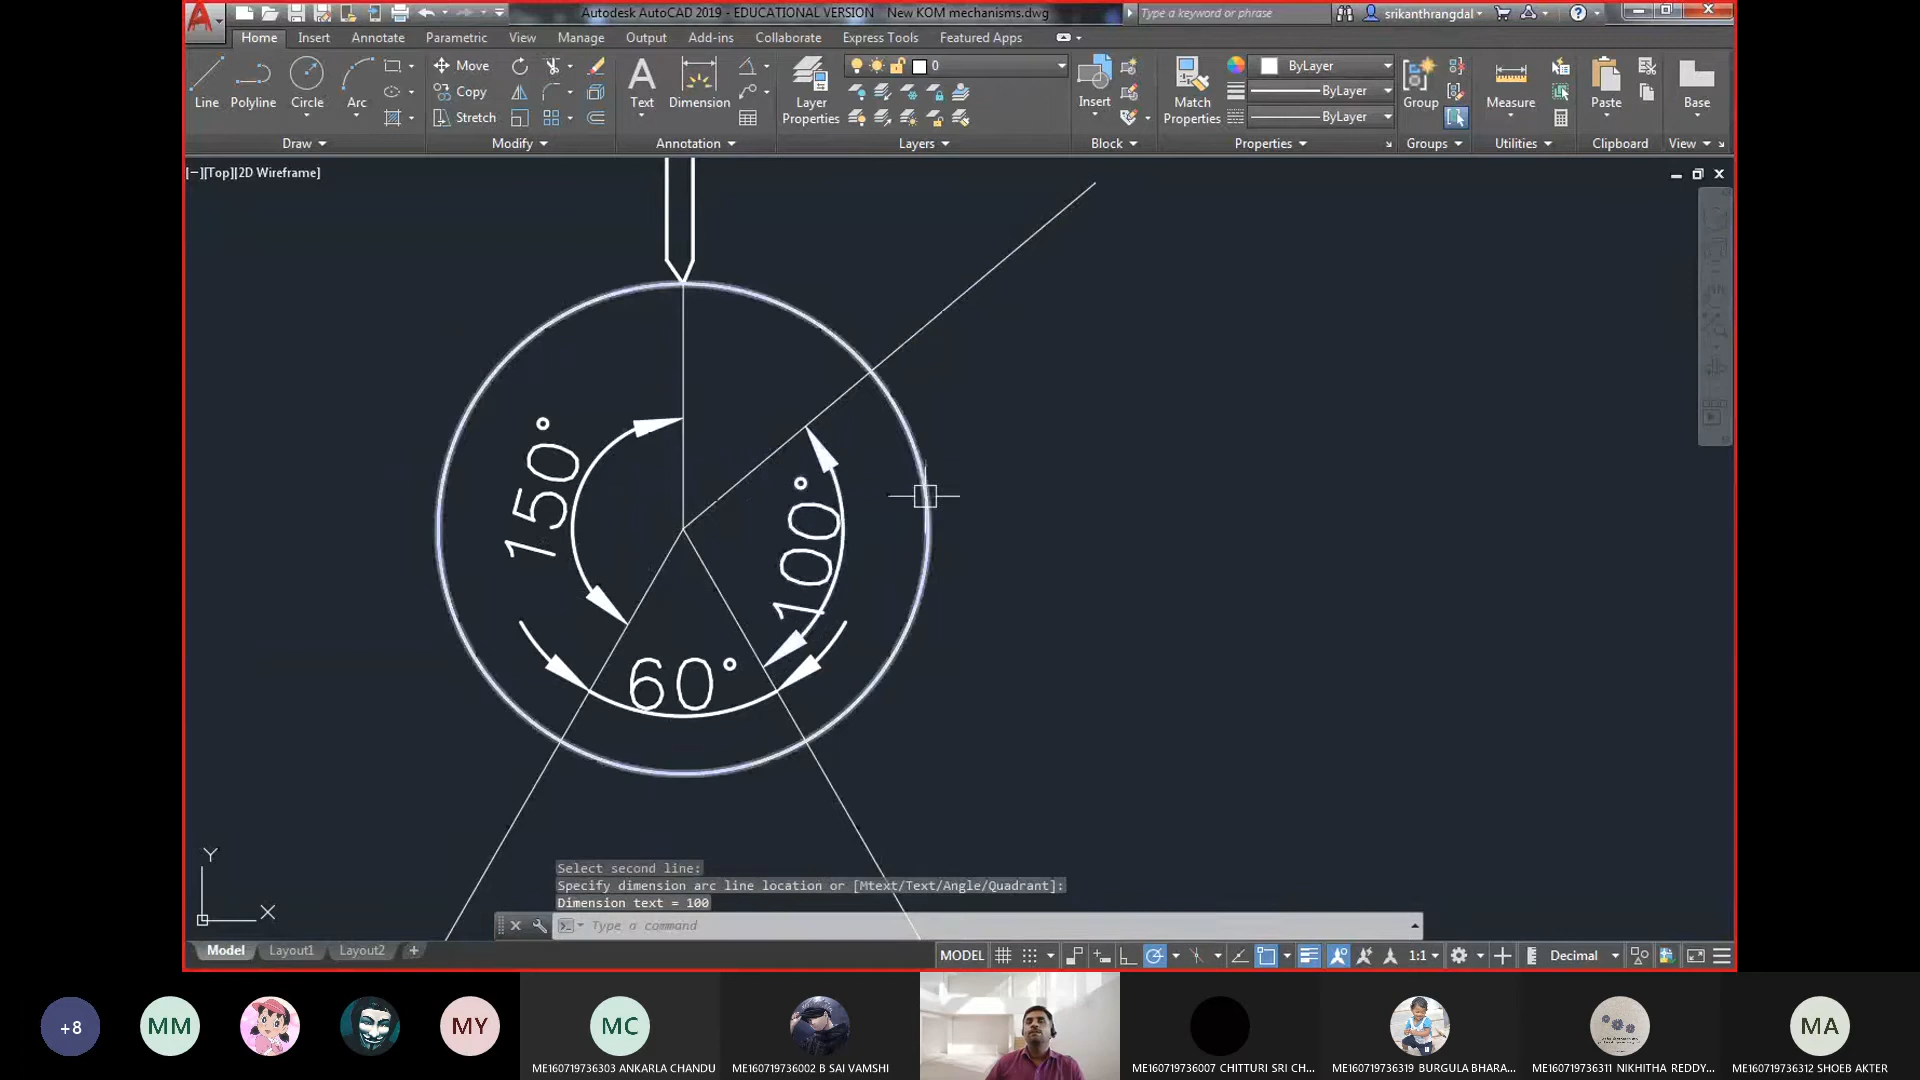 Autodesk AutoCAD 2019 - EDUCATIONAL VERSION New KOM mechanisms.dwg
Type a keyword or phrase
srikanthrangdal
Home Insert Annotate Parametric View Manage Output Add-ins Collaborate Express Tools Featured Apps
Line Polyline Circle Arc
Move
Copy
Stretch
Text Dimension
Layer Properties
0
Insert
Match Properties
ByLayer
ByLayer
ByLayer
Group
Measure
Paste
Base
Draw Modify Annotation Layers Block Properties Groups Utilities Clipboard View
[−][Top][2D Wireframe]
150°
100°
60°
Y
X
Select second line:
Specify dimension arc line location or [Mtext/Text/Angle/Quadrant]:
Dimension text = 100
Type a command
Model Layout1 Layout2 +
MODEL 1:1 Decimal
+8 MM MY MC MA
ME160719736303 ANKARLA CHANDU
ME160719736002 B SAI VAMSHI
ME160719736007 CHITTURI SRI CH...
ME160719736319 BURGULA BHARA...
ME160719736311 NIKHITHA REDDY...
ME160719736312 SHOEB AKTER